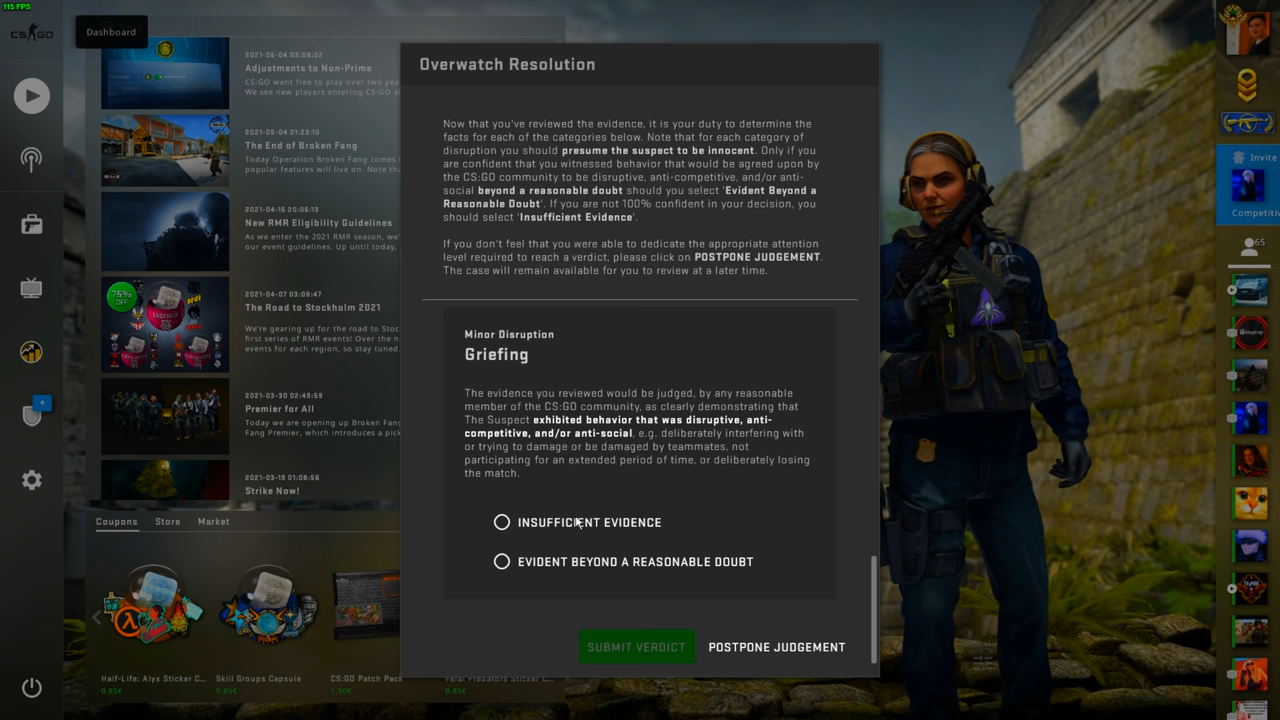 115 FPS
CS:GO
Dashboard
2021-06-04 03:08:02
Adjustments to Non-Prime
CS:GO went free to play over two yea
We see new players entering CS:GO a
2021-05-04 01:23:10
The End of Broken Fang
Today Operation Broken Fang comes
popular features will live on. Note tha
2021-04-15 20:06:13
New RMR Eligibility Guidelines
As we enter the 2021 RMR season, we'
our event guidelines. Up until today,
75%
OFF
2021-04-07 03:08:47
The Road to Stockholm 2021
We're gearing up for the road to Stoc
first series of RMR events! Over the n
events for each region, so stay tuned.
2021-03-30 02:49:59
Premier for All
Today we are opening up Broken Fang
Fang Premier, which introduces a pick
2021-03-19 01:08:56
Strike Now!
Coupons Store Market
Half-Life: Alyx Sticker C...
0.85€
Skill Groups Capsule
0.85€
CS:GO Patch Pack
1.50€
Feral Predators Sticker C...
0.85€
Overwatch Resolution
Now that you've reviewed the evidence, it is your duty to determine the
facts for each of the categories below. Note that for each category of
disruption you should presume the suspect to be innocent. Only if you
are confident that you witnessed behavior that would be agreed upon by
the CS:GO community to be disruptive, anti-competitive, and/or anti-
social beyond a reasonable doubt should you select 'Evident Beyond a
Reasonable Doubt'. If you are not 100% confident in your decision, you
should select 'Insufficient Evidence'.
If you don't feel that you were able to dedicate the appropriate attention
level required to reach a verdict, please click on POSTPONE JUDGEMENT.
The case will remain available for you to review at a later time.
Minor Disruption
Griefing
The evidence you reviewed would be judged, by any reasonable
member of the CS:GO community, as clearly demonstrating that
The Suspect exhibited behavior that was disruptive, anti-
competitive, and/or anti-social, e.g. deliberately interfering with
or trying to damage or be damaged by teammates, not
participating for an extended period of time, or deliberately losing
the match.
INSUFFICIENT EVIDENCE
EVIDENT BEYOND A REASONABLE DOUBT
SUBMIT VERDICT POSTPONE JUDGEMENT
Invite
Competitiv
65